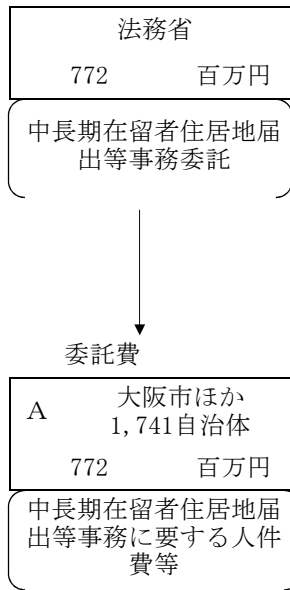 法務省
772 百万円
中長期在留者住居地届
出等事務委託
委託費
A 大阪市ほか
1,741自治体
772 百万円
中長期在留者住居地届
出等事務に要する人件
費等